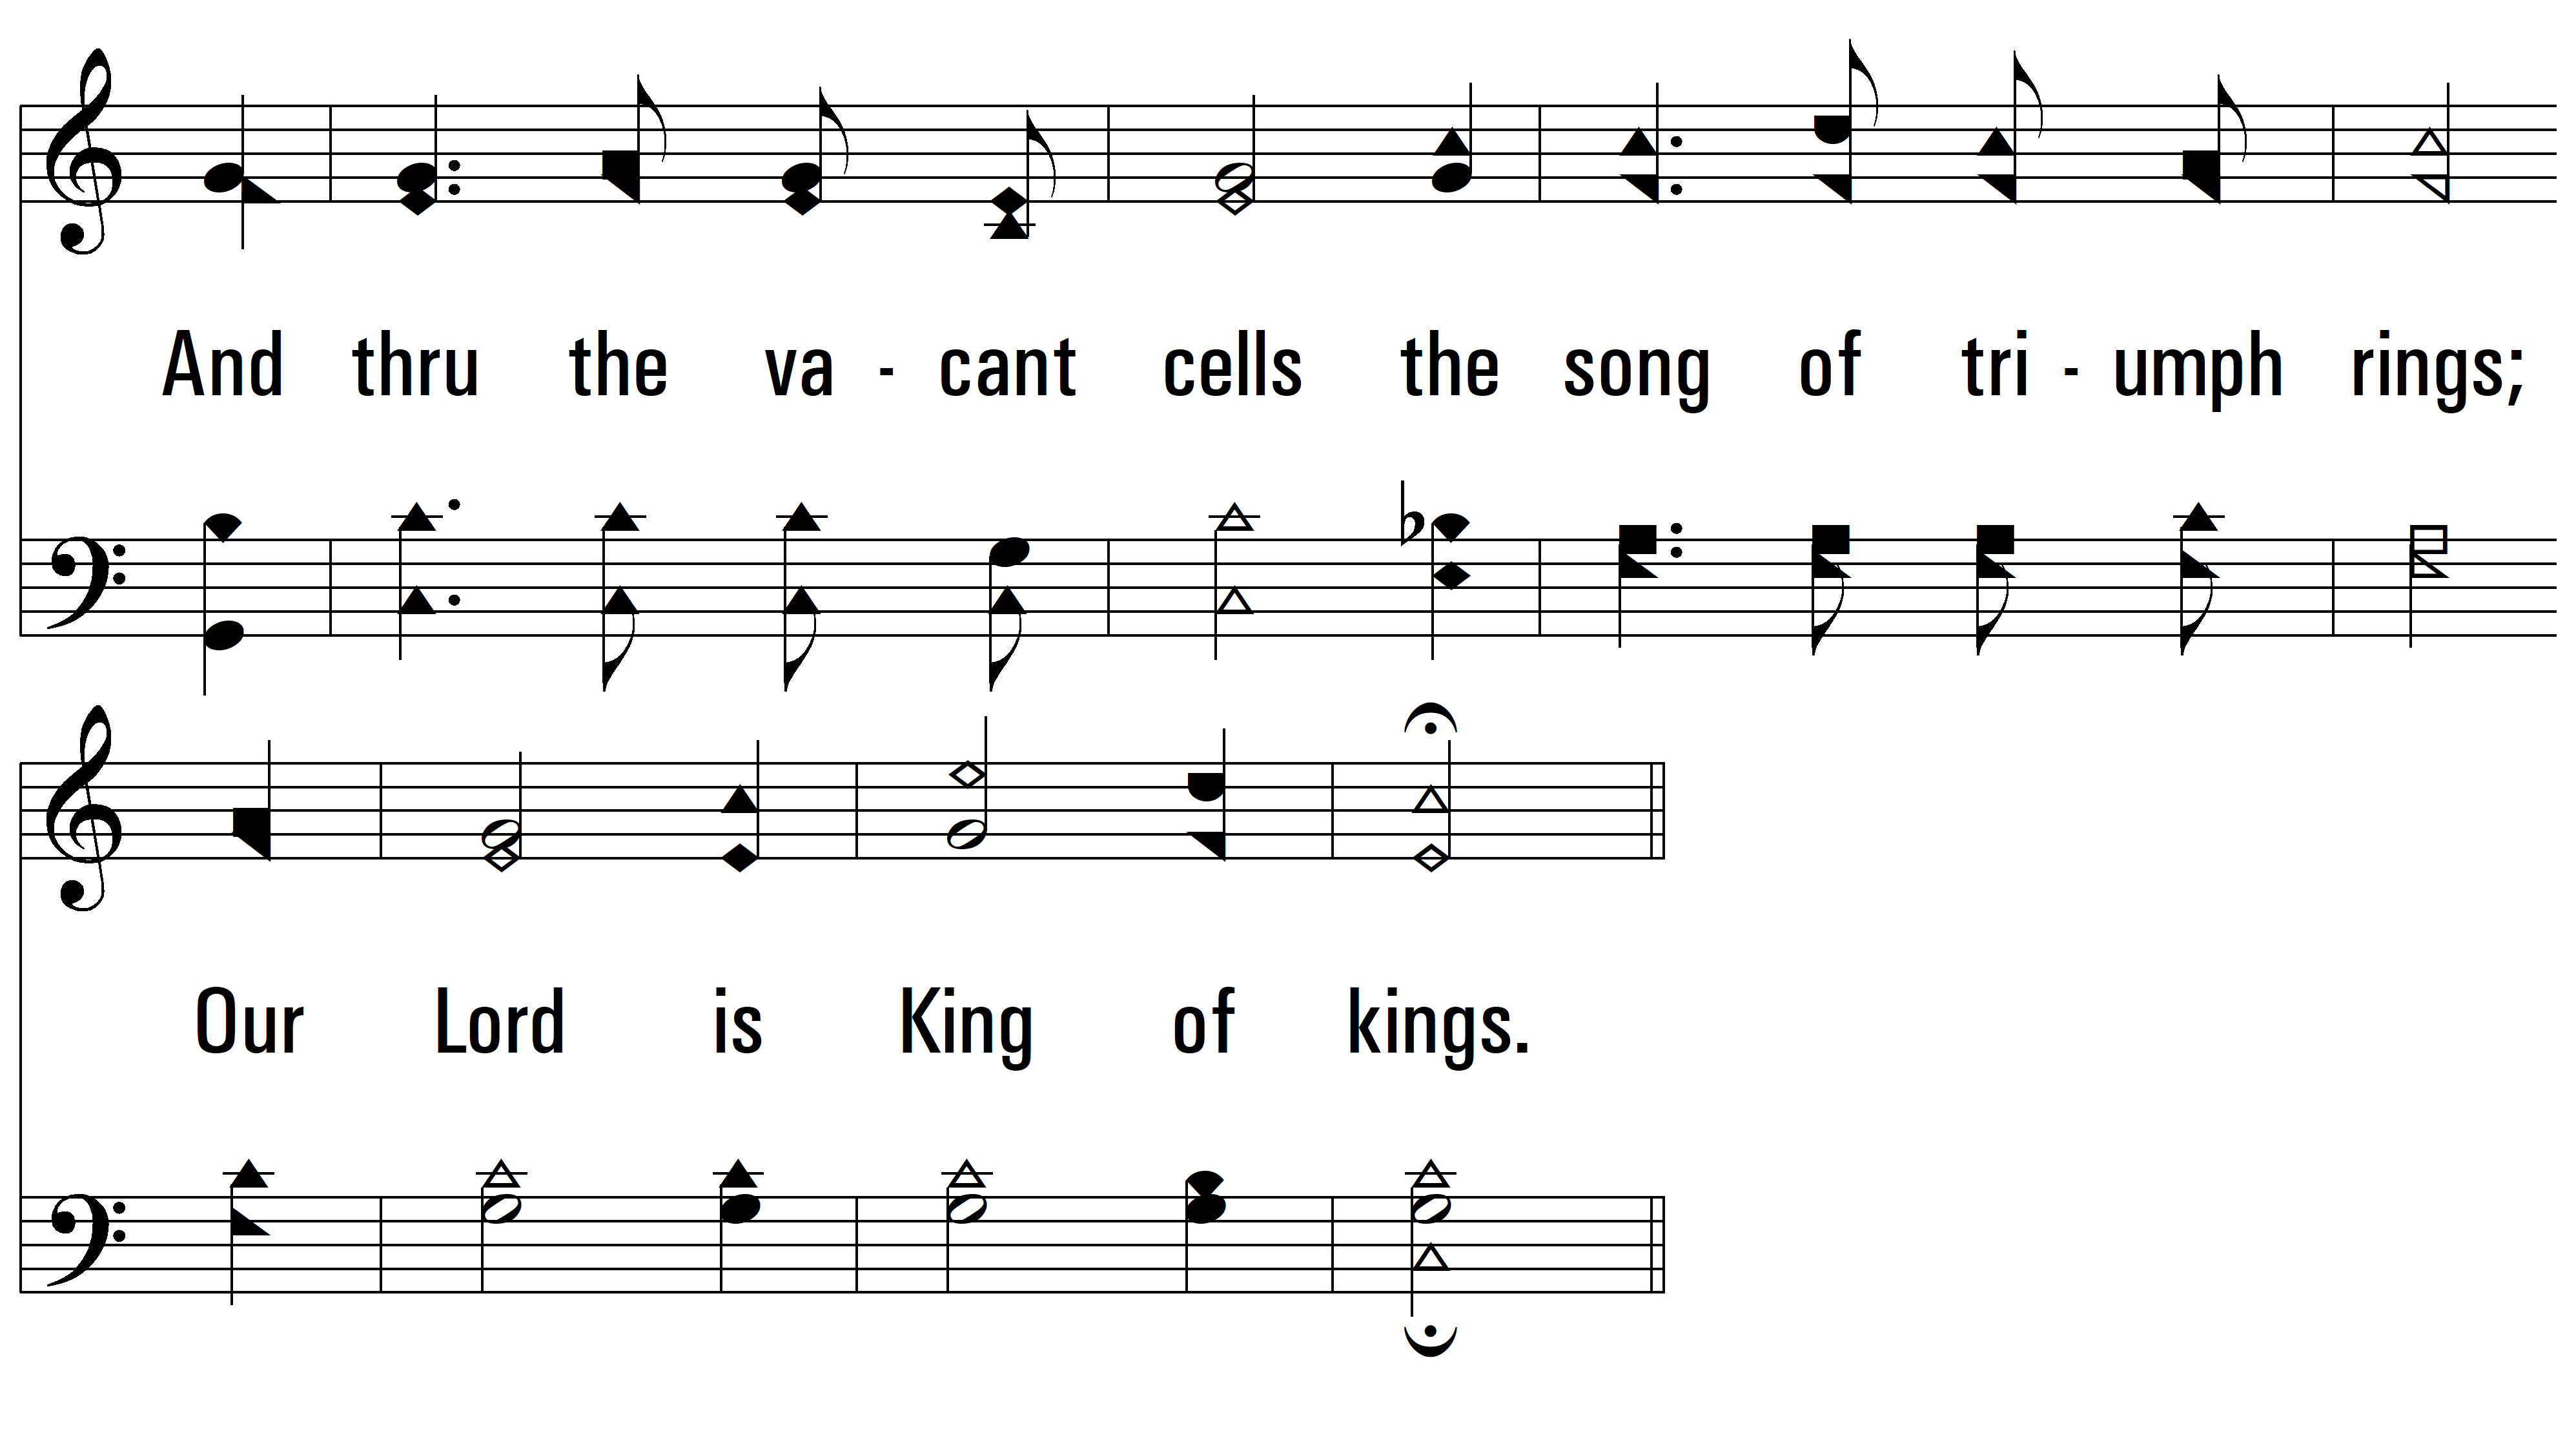 And thru the va - cant cells the song of tri - umph rings;
Our Lord is King of kings.